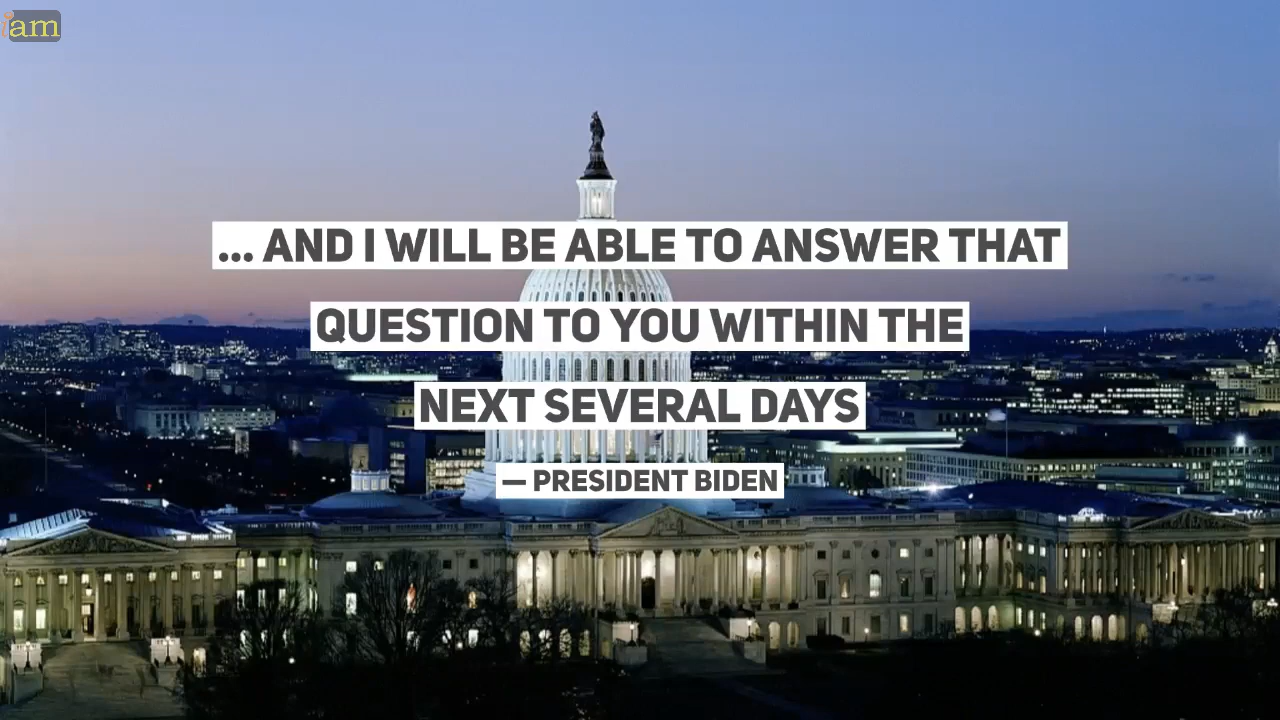 iam
... AND I WILL BE ABLE TO ANSWER THAT
QUESTION TO YOU WITHIN THE
NEXT SEVERAL DAYS
— PRESIDENT BIDEN